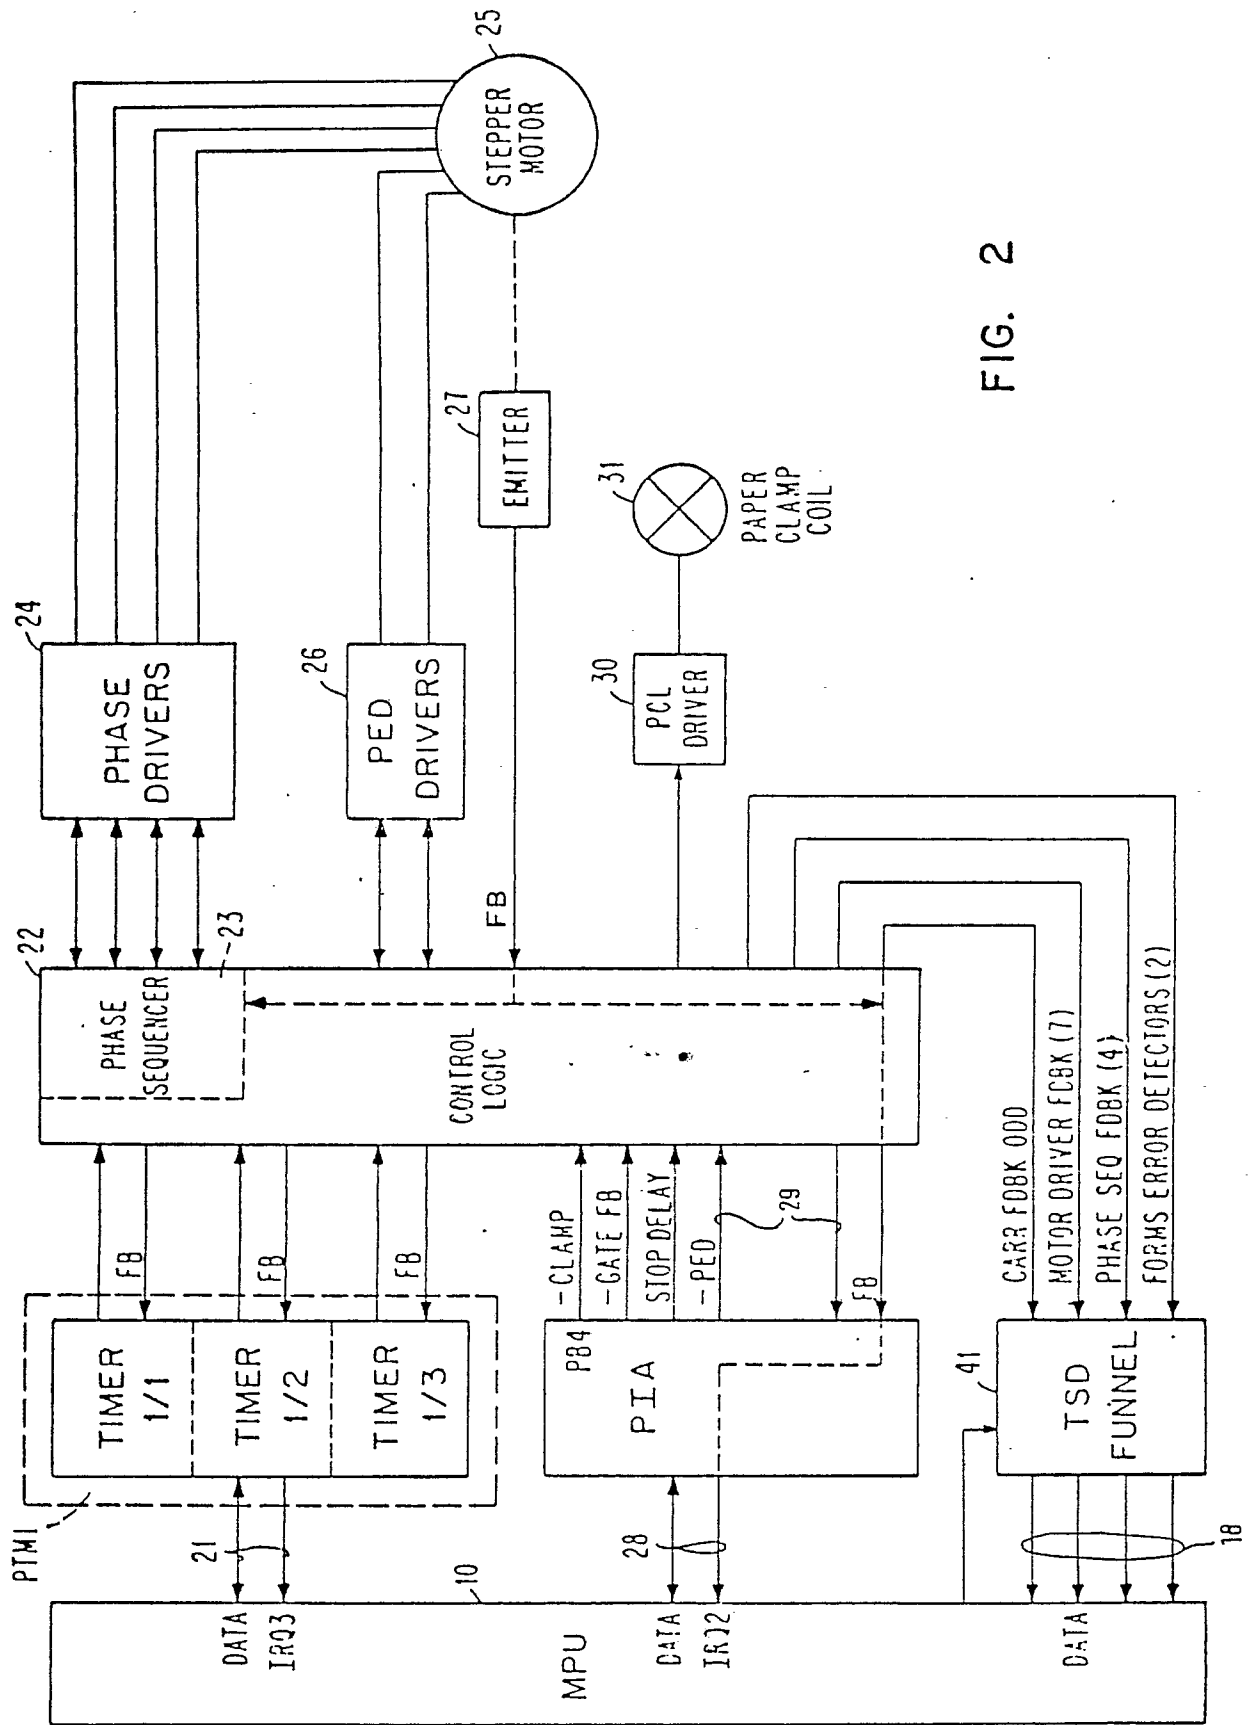 PTM1
TIMER
1/1
TIMER
1/2
TIMER
1/3
FB
FB
FB
22
PHASE
SEQUENCER
23
CONTROL
LOGIC
24
PHASE
DRIVERS
26
PED
DRIVERS
25
STEPPER
MOTOR
27
EMITTER
FB
30
PCL
DRIVER
31
PAPER
CLAMP
COIL
21
10
DATA
IRQ3
MPU
DATA
IRQ2
DATA
28
PB4
PIA
-CLAMP
-GATE FB
STOP DELAY
-PED
29
FB
41
TSD
FUNNEL
18
CARR FDBK ODD
MOTOR DRIVER FCBK (7)
PHASE SEQ FDBK (4)
FORMS ERROR DETECTORS (2)
FIG. 2